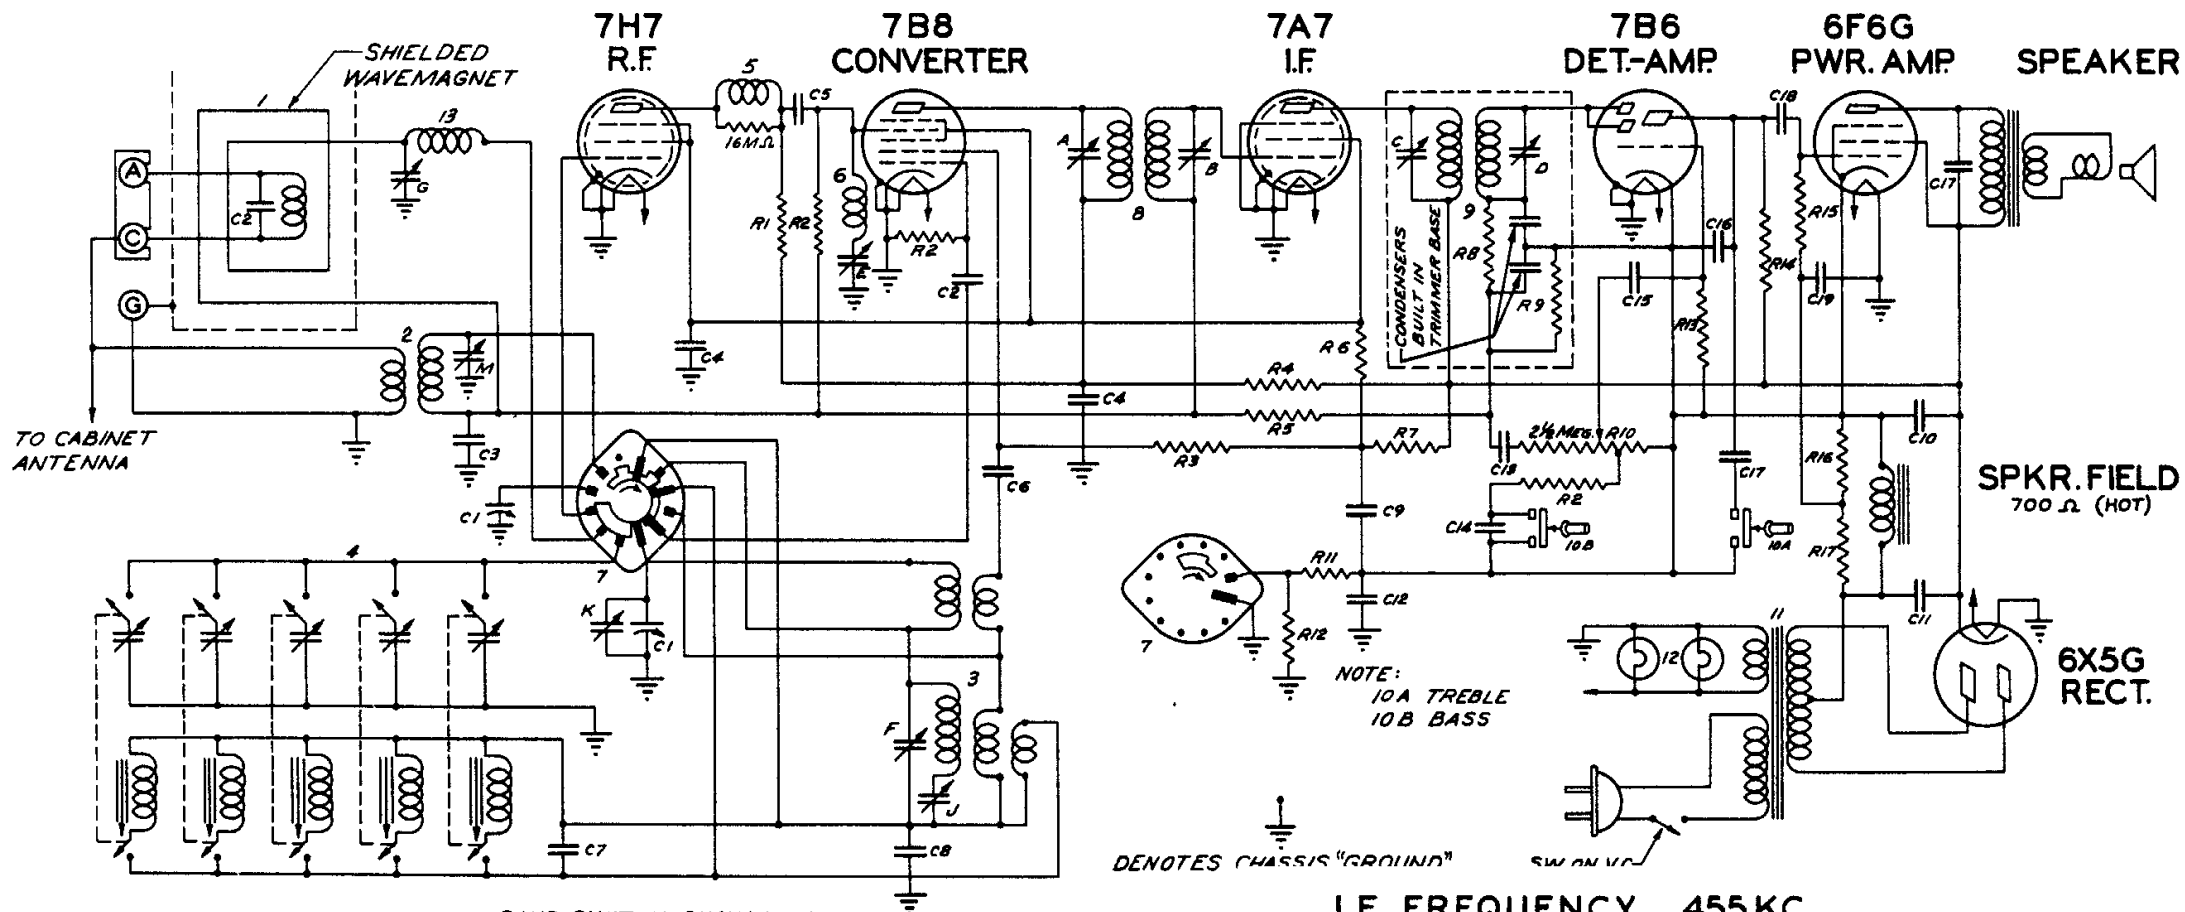 7H7
R.F.
7B8
CONVERTER
7A7
I.F.
7B6
DET.-AMP.
6F6G
PWR. AMP.
SPEAKER
SHIELDED
WAVEMAGNET
1
13
5
16MΩ
C5
A
C
G
C2
G
R1
R2
6
E
R2
C2
A
8
B
C
9
D
R8
R9
CONDENSERS
BUILT IN
TRIMMER BASE
C18
C16
C15
R13
R14
R15
C19
C17
2
M
C3
C4
C4
R6
R4
R5
R3
R7
C6
C9
C13
2½ MEG.
R10
R2
C14
10B
C17
10A
R16
R17
C10
C11
TO CABINET
ANTENNA
SPKR. FIELD
700 Ω (HOT)
C1
7
4
K
C1
7
R11
R12
C12
NOTE:
10A TREBLE
10B BASS
11
12
6X5G
RECT.
3
F
J
C7
C8
DENOTES CHASSIS "GROUND"
SW. ON V.C.
I.F. FREQUENCY 455 KC